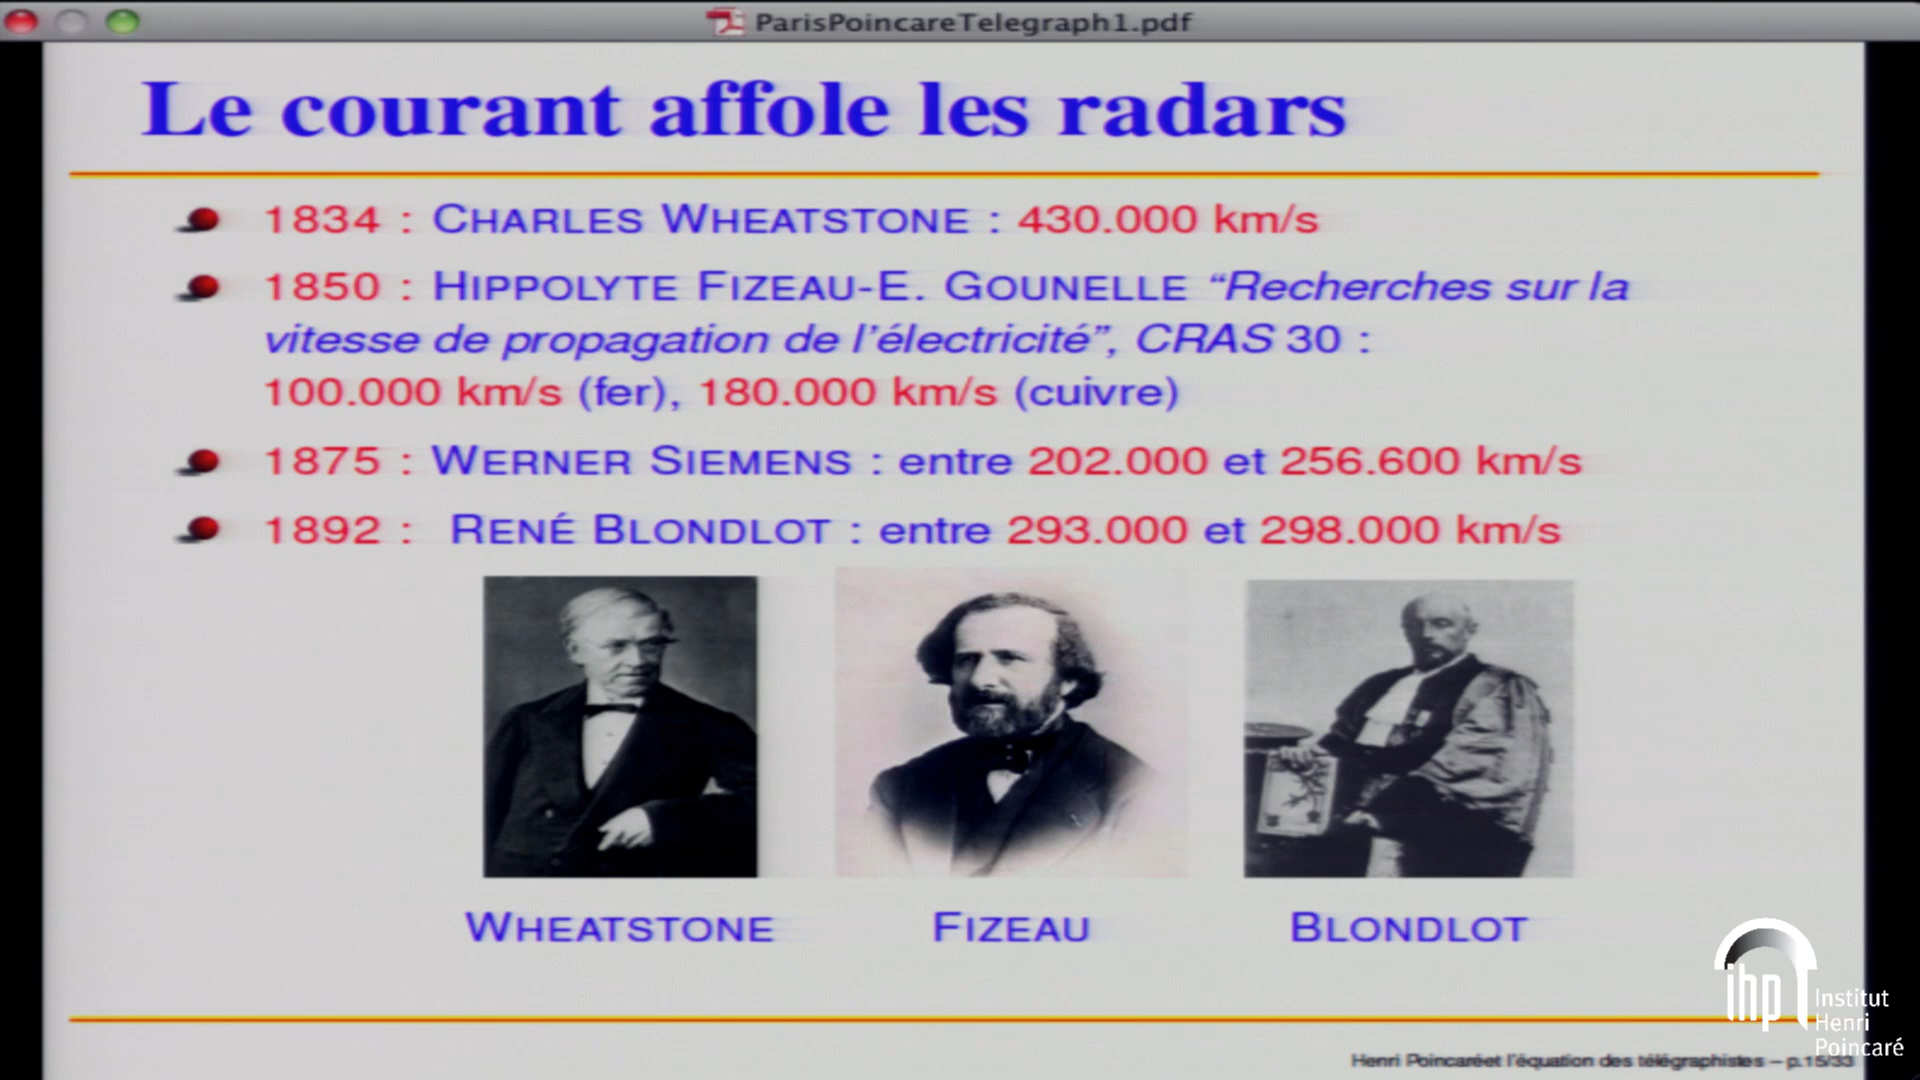 ParisPoincareTelegraph1.pdf
Le courant affole les radars
1834 : CHARLES WHEATSTONE : 430.000 km/s
1850 : HIPPOLYTE FIZEAU-E. GOUNELLE “Recherches sur la
vitesse de propagation de l’électricité”, CRAS 30 :
100.000 km/s (fer), 180.000 km/s (cuivre)
1875 : WERNER SIEMENS : entre 202.000 et 256.600 km/s
1892 : RENÉ BLONDLOT : entre 293.000 et 298.000 km/s
WHEATSTONE
FIZEAU
BLONDLOT
ihp
Institut
Henri
Poincaré
Henri Poincaréet l'équation des télégraphistes – p.15/33